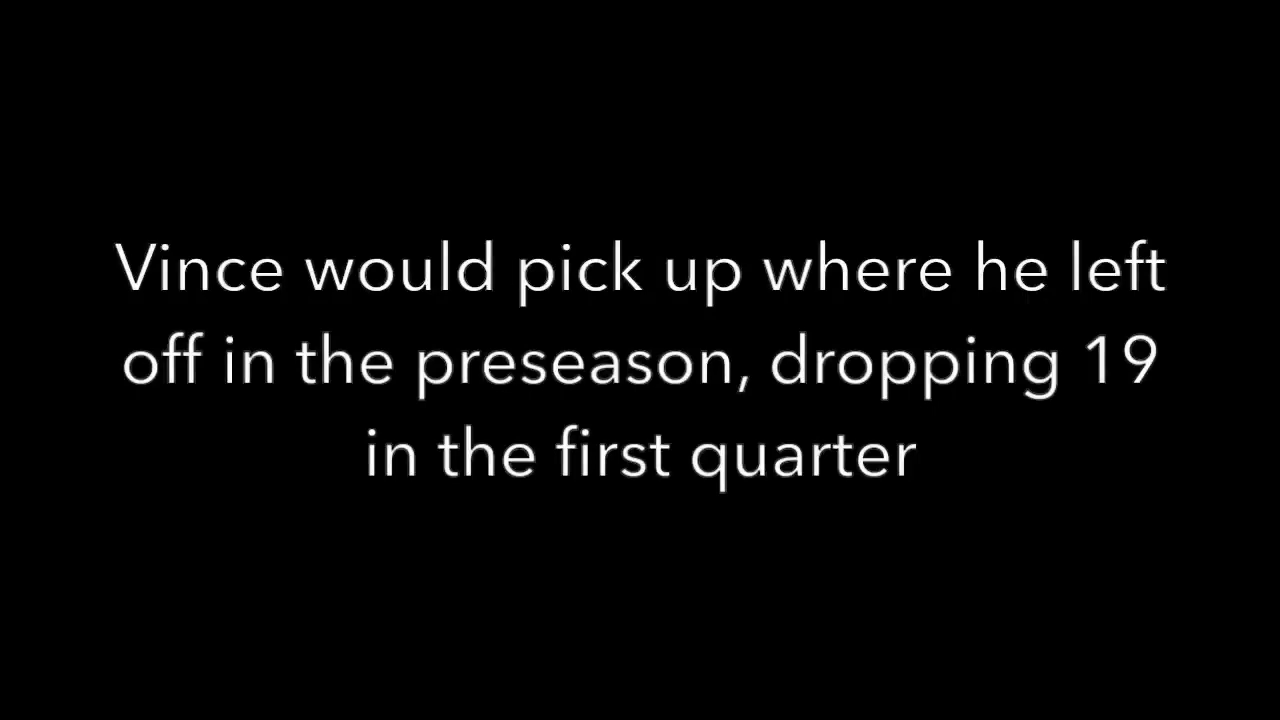 Vince would pick up where he left
off in the preseason, dropping 19
in the first quarter